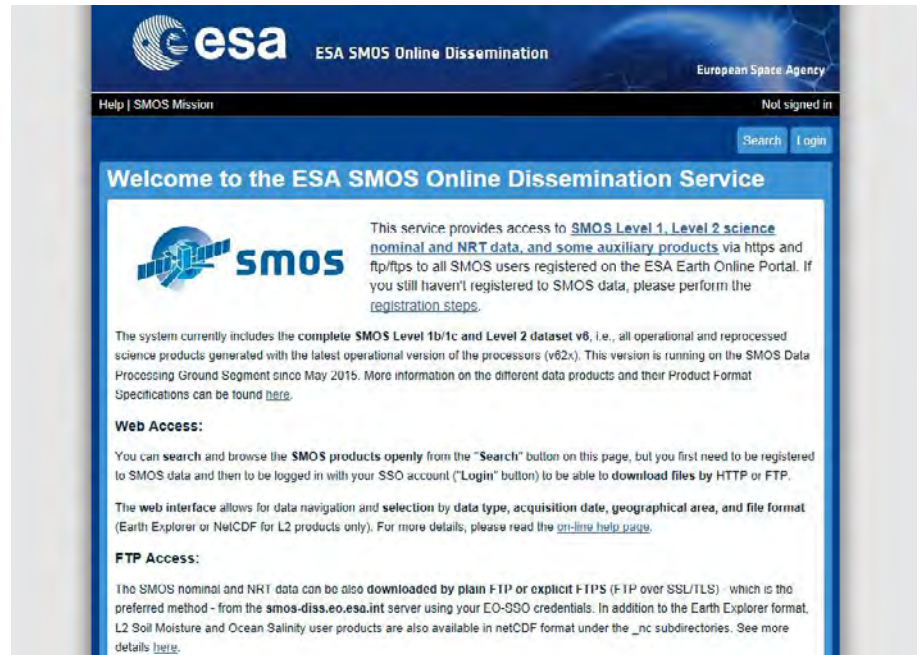 esa
ESA SMOS Online Dissemination
European Space Agency
Help | SMOS Mission
Not signed in
Search
Login
Welcome to the ESA SMOS Online Dissemination Service
smos
This service provides access to SMOS Level 1, Level 2 science
nominal and NRT data, and some auxiliary products via https and
ftp/ftps to all SMOS users registered on the ESA Earth Online Portal. If
you still haven't registered to SMOS data, please perform the
registration steps.
The system currently includes the complete SMOS Level 1b/1c and Level 2 dataset v6, i.e., all operational and reprocessed
science products generated with the latest operational version of the processors (v62x). This version is running on the SMOS Data
Processing Ground Segment since May 2015. More information on the different data products and their Product Format
Specifications can be found here.
Web Access:
You can search and browse the SMOS products openly from the "Search" button on this page, but you first need to be registered
to SMOS data and then to be logged in with your SSO account ("Login" button) to be able to download files by HTTP or FTP.
The web interface allows for data navigation and selection by data type, acquisition date, geographical area, and file format
(Earth Explorer or NetCDF for L2 products only). For more details, please read the on-line help page.
FTP Access:
The SMOS nominal and NRT data can be also downloaded by plain FTP or explicit FTPS (FTP over SSL/TLS) - which is the
preferred method - from the smos-diss.eo.esa.int server using your EO-SSO credentials. In addition to the Earth Explorer format,
L2 Soil Moisture and Ocean Salinity user products are also available in netCDF format under the _nc subdirectories. See more
details here.